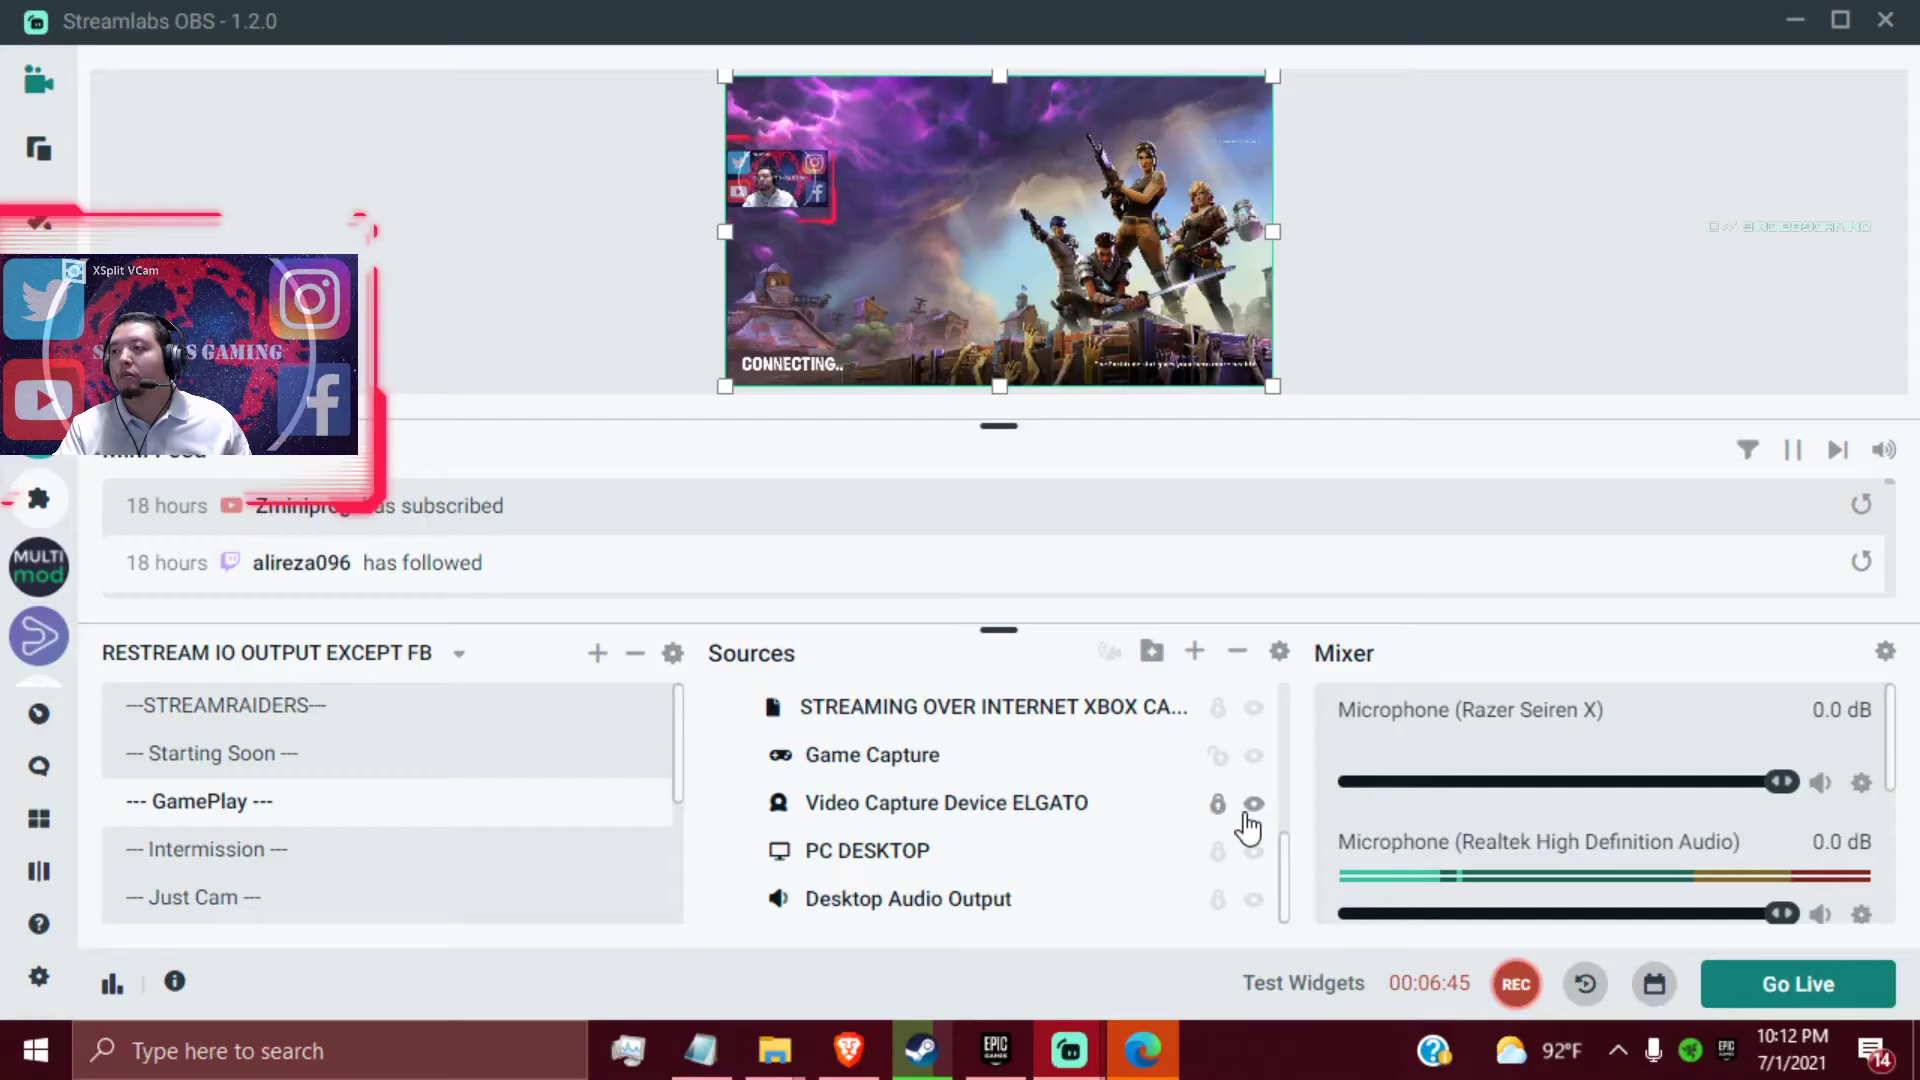 Streamlabs OBS - 1.2.0
CONNECTING..
XSplit VCam
S GAMING
18 hours Zminiprog as subscribed
18 hours alireza096 has followed
MULTI
mod
RESTREAM IO OUTPUT EXCEPT FB
---STREAMRAIDERS---
--- Starting Soon ---
--- GamePlay ---
--- Intermission ---
--- Just Cam ---
Sources
STREAMING OVER INTERNET XBOX CA...
Game Capture
Video Capture Device ELGATO
PC DESKTOP
Desktop Audio Output
Mixer
Microphone (Razer Seiren X) 0.0 dB
Microphone (Realtek High Definition Audio) 0.0 dB
Test Widgets 00:06:45 REC Go Live
Type here to search
EPIC
GAMES
92°F
EPIC
10:12 PM
7/1/2021
14